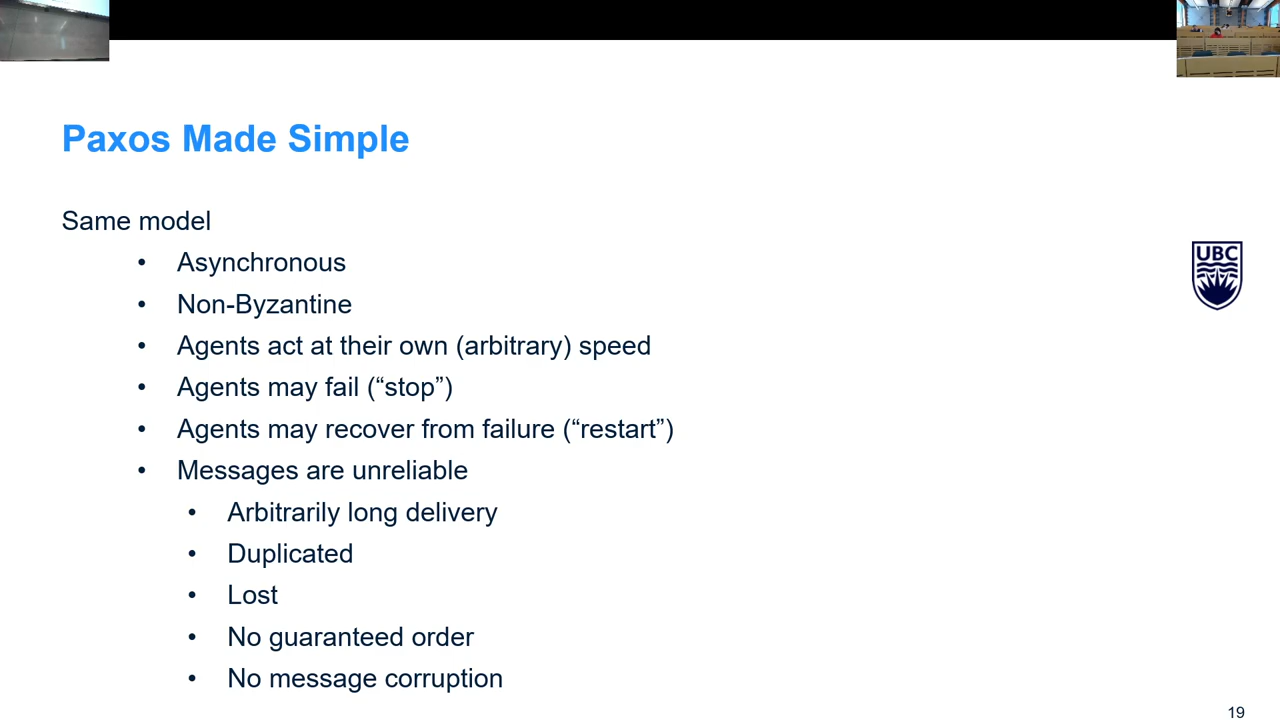 Paxos Made Simple
Same model
• Asynchronous
• Non-Byzantine
• Agents act at their own (arbitrary) speed
• Agents may fail (“stop”)
• Agents may recover from failure (“restart”)
• Messages are unreliable
• Arbitrarily long delivery
• Duplicated
• Lost
• No guaranteed order
• No message corruption
UBC
19